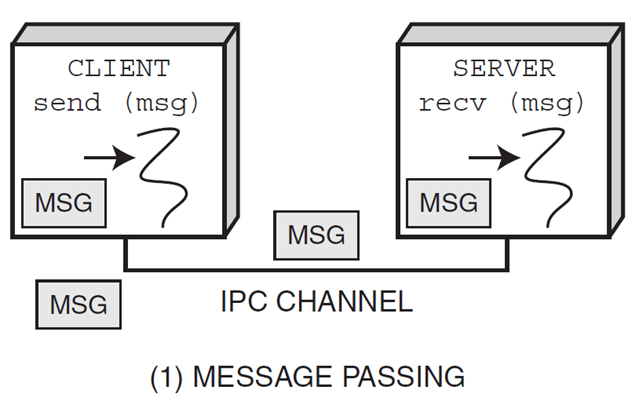 CLIENT
send (msg)
MSG
SERVER
recv (msg)
MSG
MSG
MSG
IPC CHANNEL
(1) MESSAGE PASSING